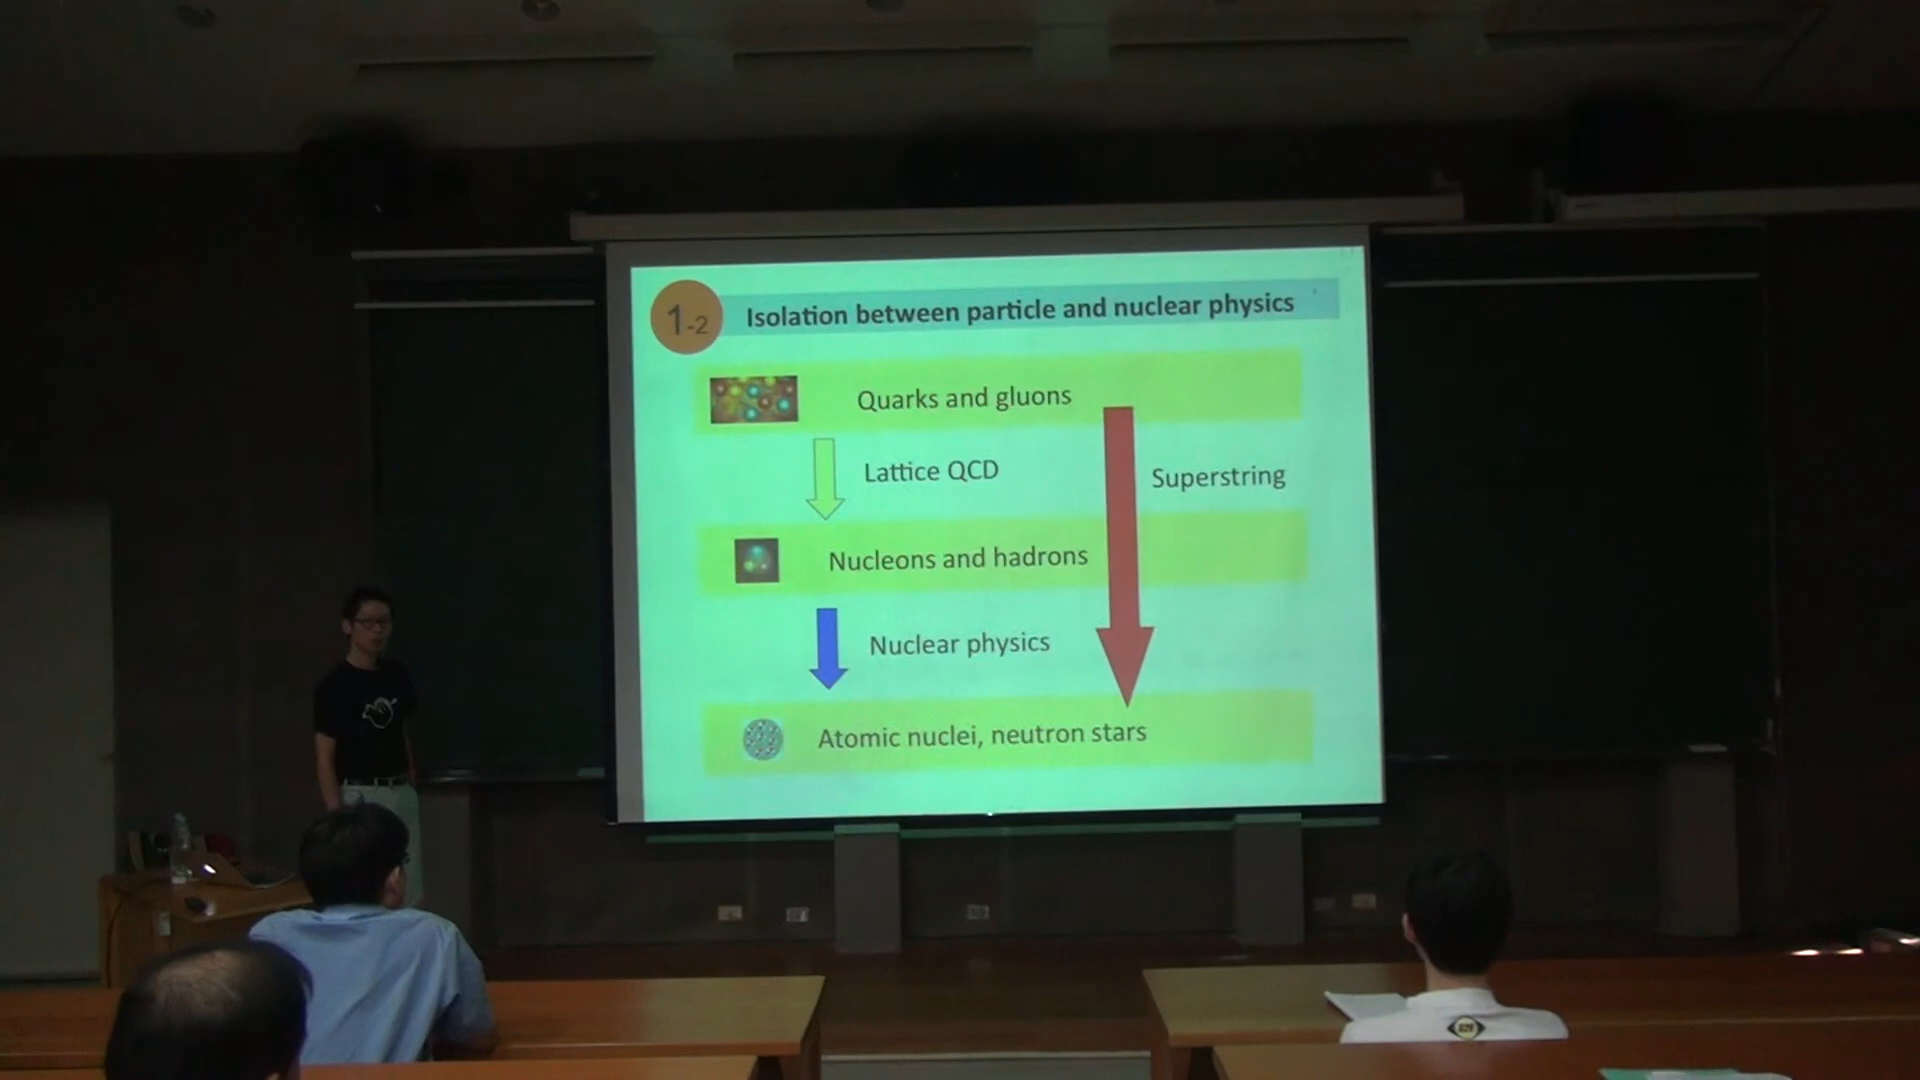 1-2
Isolation between particle and nuclear physics
Quarks and gluons
Lattice QCD
Superstring
Nucleons and hadrons
Nuclear physics
Atomic nuclei, neutron stars